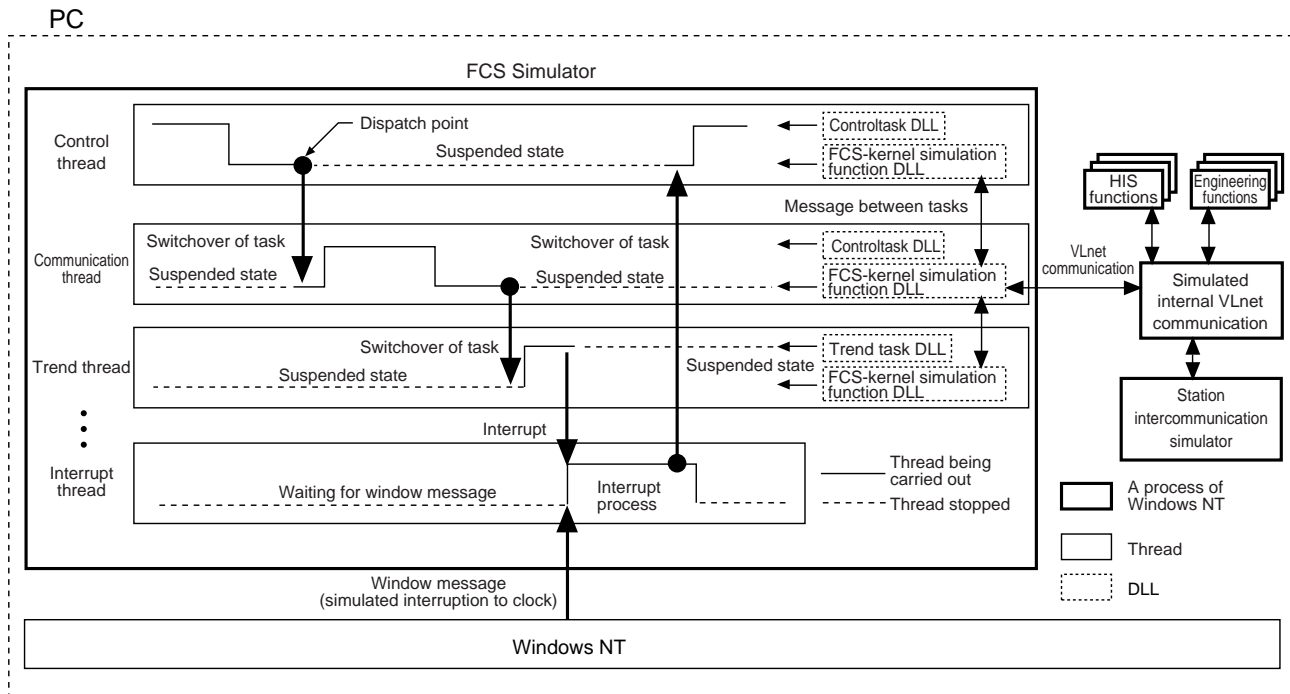 PC
FCS Simulator
Control
thread
Dispatch point
Suspended state
Controltask DLL
FCS-kernel simulation
function DLL
Message between tasks
HIS
functions
Engineering
functions
Communication
thread
Switchover of task
Suspended state
Switchover of task
Suspended state
Controltask DLL
FCS-kernel simulation
function DLL
VLnet
communication
Simulated
internal VLnet
communication
Trend thread
Switchover of task
Suspended state
Suspended state
Trend task DLL
FCS-kernel simulation
function DLL
Station
intercommunication
simulator
Interrupt
Interrupt
thread
Waiting for window message
Interrupt
process
Thread being
carried out
Thread stopped
A process of
Windows NT
Thread
DLL
Window message
(simulated interruption to clock)
Windows NT